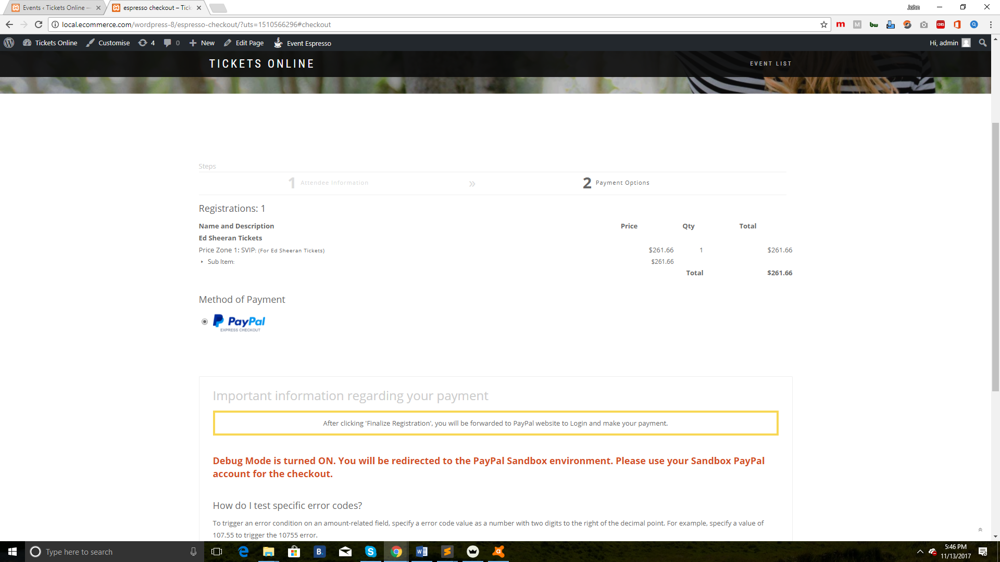 Events ‹ Tickets Online —
espresso checkout – Tick
John
local.ecommerce.com/wordpress-8/espresso-checkout/?uts=1510566296#checkout
Tickets Online
Customise
4
0
New
Edit Page
Event Espresso
Hi, admin
TICKETS ONLINE
EVENT LIST
Steps
1 Attendee Information » 2 Payment Options
Registrations: 1
Name and Description Price Qty Total
Ed Sheeran Tickets
Price Zone 1: SVIP: (For Ed Sheeran Tickets) $261.66 1 $261.66
Sub Item: $261.66
Total $261.66
Method of Payment
PayPal
EXPRESS CHECKOUT
Important information regarding your payment
After clicking 'Finalize Registration', you will be forwarded to PayPal website to Login and make your payment.
Debug Mode is turned ON. You will be redirected to the PayPal Sandbox environment. Please use your Sandbox PayPal
account for the checkout.
How do I test specific error codes?
To trigger an error condition on an amount-related field, specify a error code value as a number with two digits to the right of the decimal point. For example, specify a value of
107.55 to trigger the 10755 error.
Type here to search
5:46 PM
11/13/2017